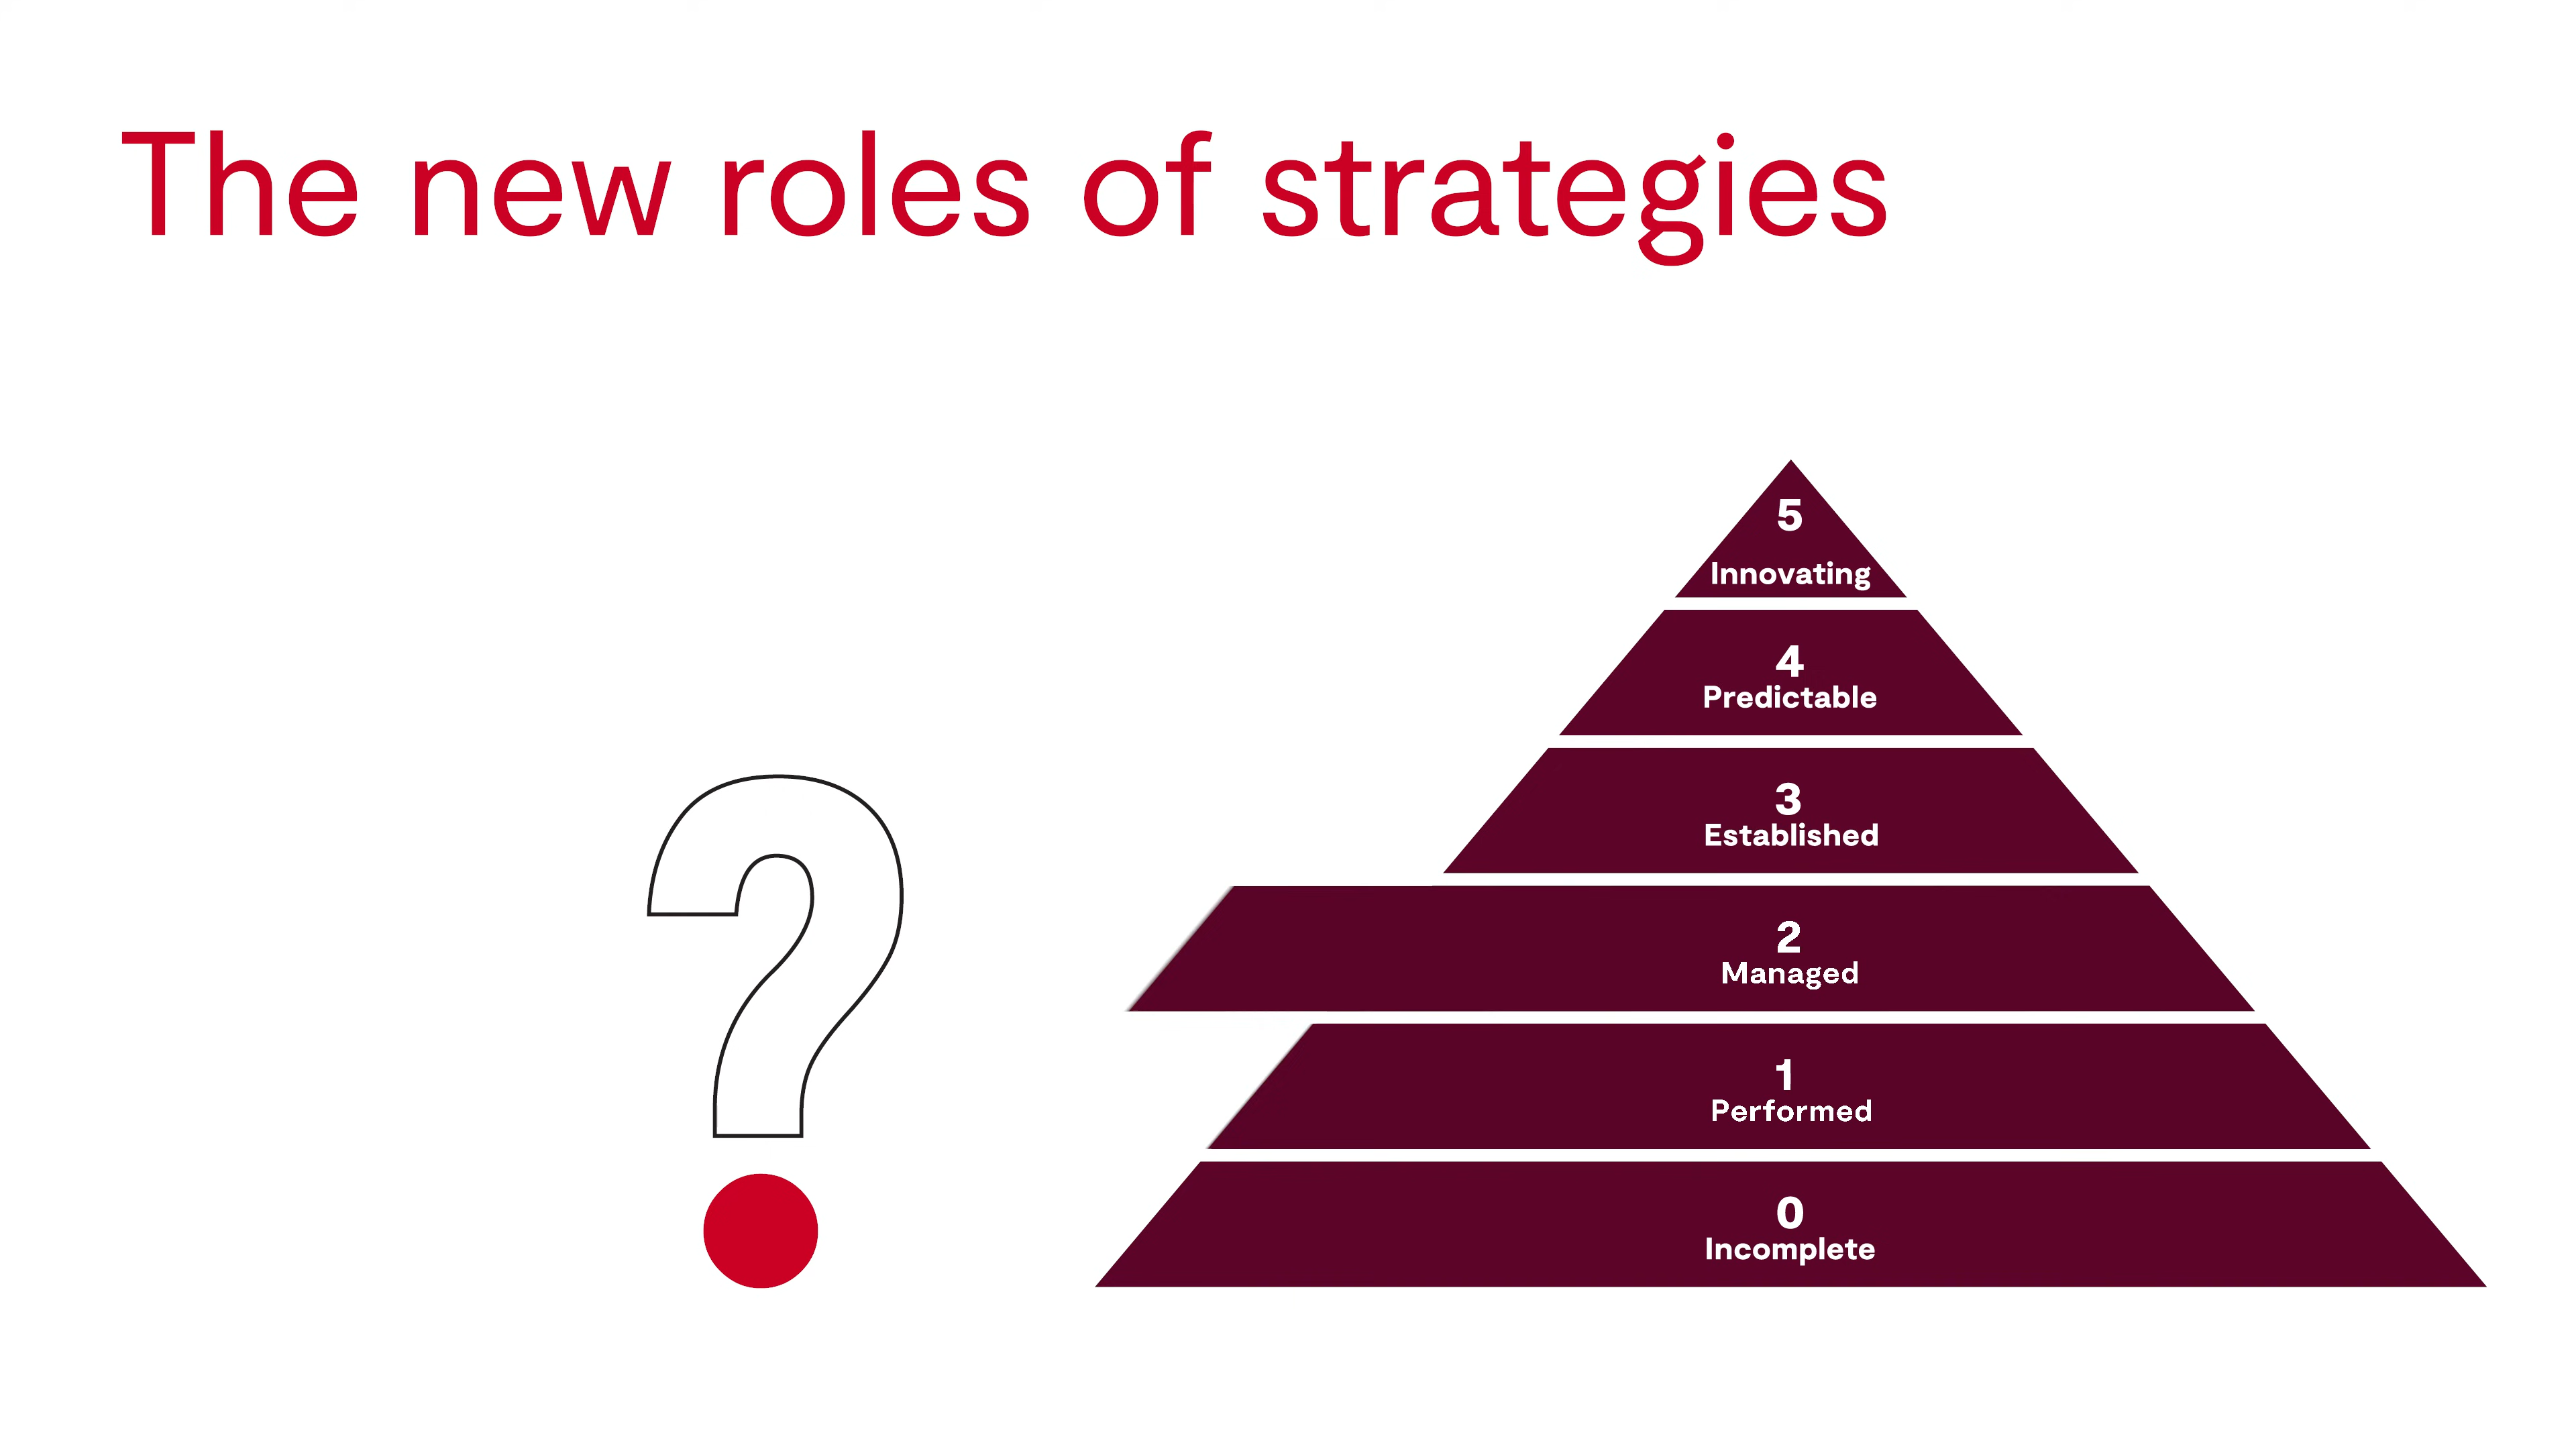 The new roles of strategies
5
Innovating
4
Predictable
3
Established
2
Managed
1
Performed
0
Incomplete
?